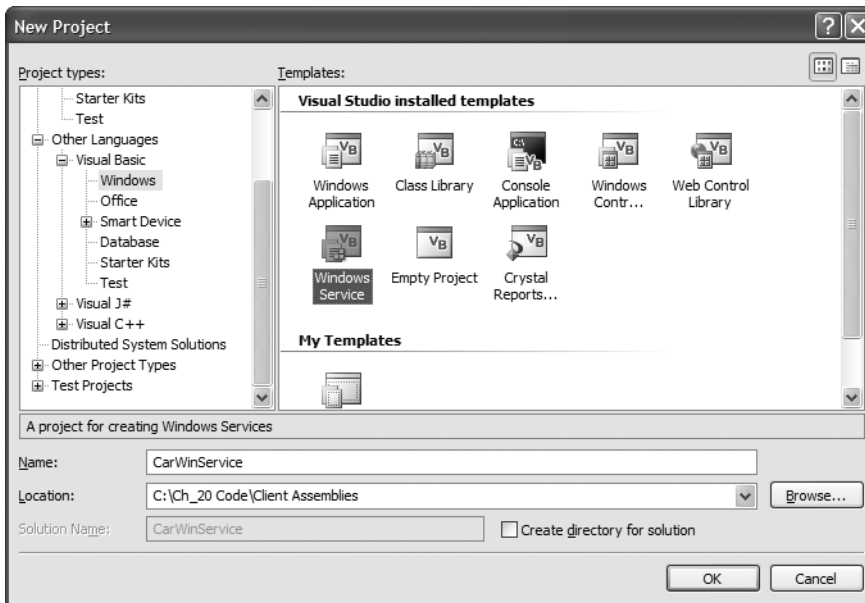 New Project
Project types:
Templates:
Starter Kits
Test
Other Languages
Visual Basic
Windows
Office
Smart Device
Database
Starter Kits
Test
Visual J#
Visual C++
Distributed System Solutions
Other Project Types
Test Projects
Visual Studio installed templates
Windows Application
Class Library
Console Application
Windows Contr...
Web Control Library
Windows Service
Empty Project
Crystal Reports...
My Templates
A project for creating Windows Services
Name:
CarWinService
Location:
C:\Ch_20 Code\Client Assemblies
Browse...
Solution Name:
CarWinService
Create directory for solution
OK
Cancel